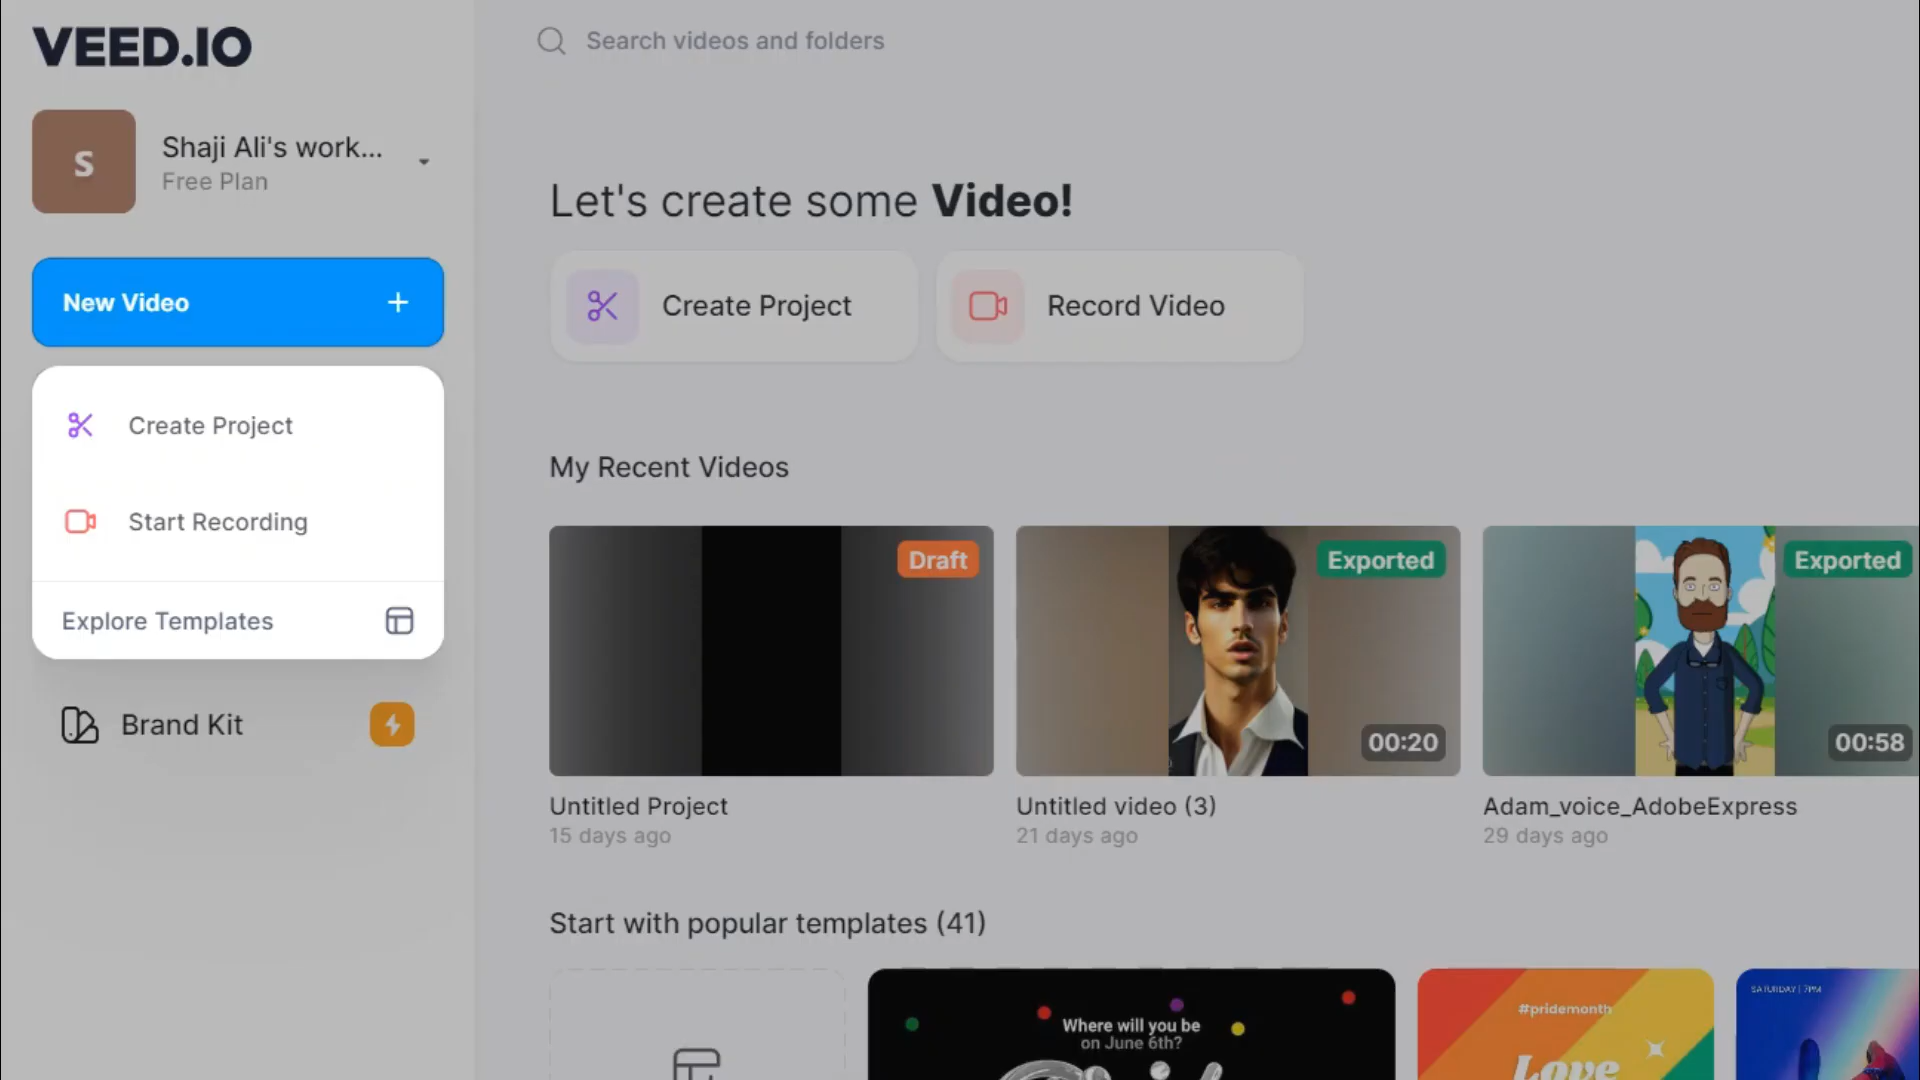 VEED.IO
Search videos and folders
S
Shaji Ali's work...
Free Plan
New Video +
Create Project
Start Recording
Explore Templates
Brand Kit
Let's create some Video!
Create Project
Record Video
My Recent Videos
Draft
Exported
Exported
00:20
00:58
Untitled Project
15 days ago
Untitled video (3)
21 days ago
Adam_voice_AdobeExpress
29 days ago
Start with popular templates (41)
Where will you be
on June 6th?
#pridemonth
Love
SATURDAY | 7PM